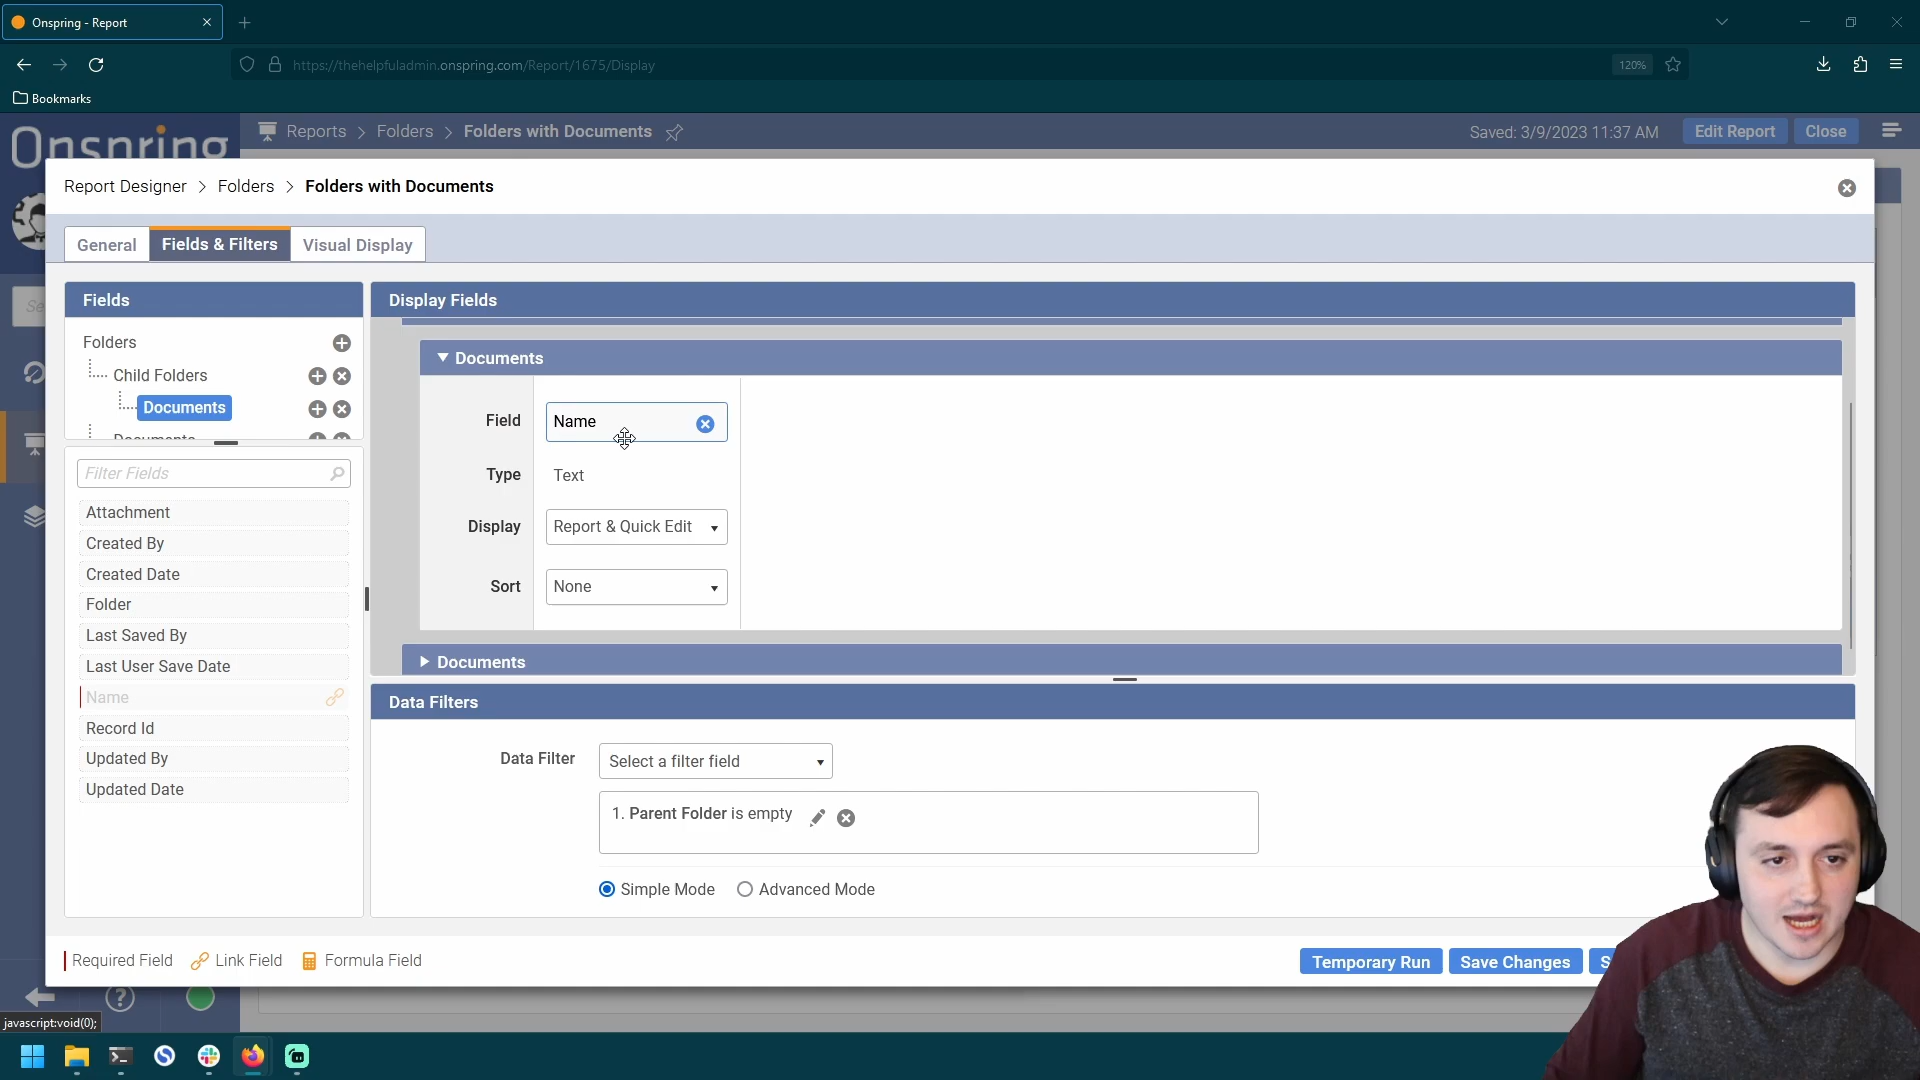 Onspring - Report
https://thehelpfuladmin.onspring.com/Report/1675/Display
120%
Bookmarks
Onspring
Reports > Folders > Folders with Documents
Saved: 3/9/2023 11:37 AM
Edit Report
Close
Report Designer > Folders > Folders with Documents
General
Fields & Filters
Visual Display
Fields
Folders
Child Folders
Documents
Documents
Filter Fields
Attachment
Created By
Created Date
Folder
Last Saved By
Last User Save Date
Name
Record Id
Updated By
Updated Date
Display Fields
Documents
Field
Name
Type
Text
Display
Report & Quick Edit
Sort
None
Documents
Data Filters
Data Filter
Select a filter field
1. Parent Folder is empty
Simple Mode
Advanced Mode
Required Field
Link Field
Formula Field
Temporary Run
Save Changes
javascript:void(0);